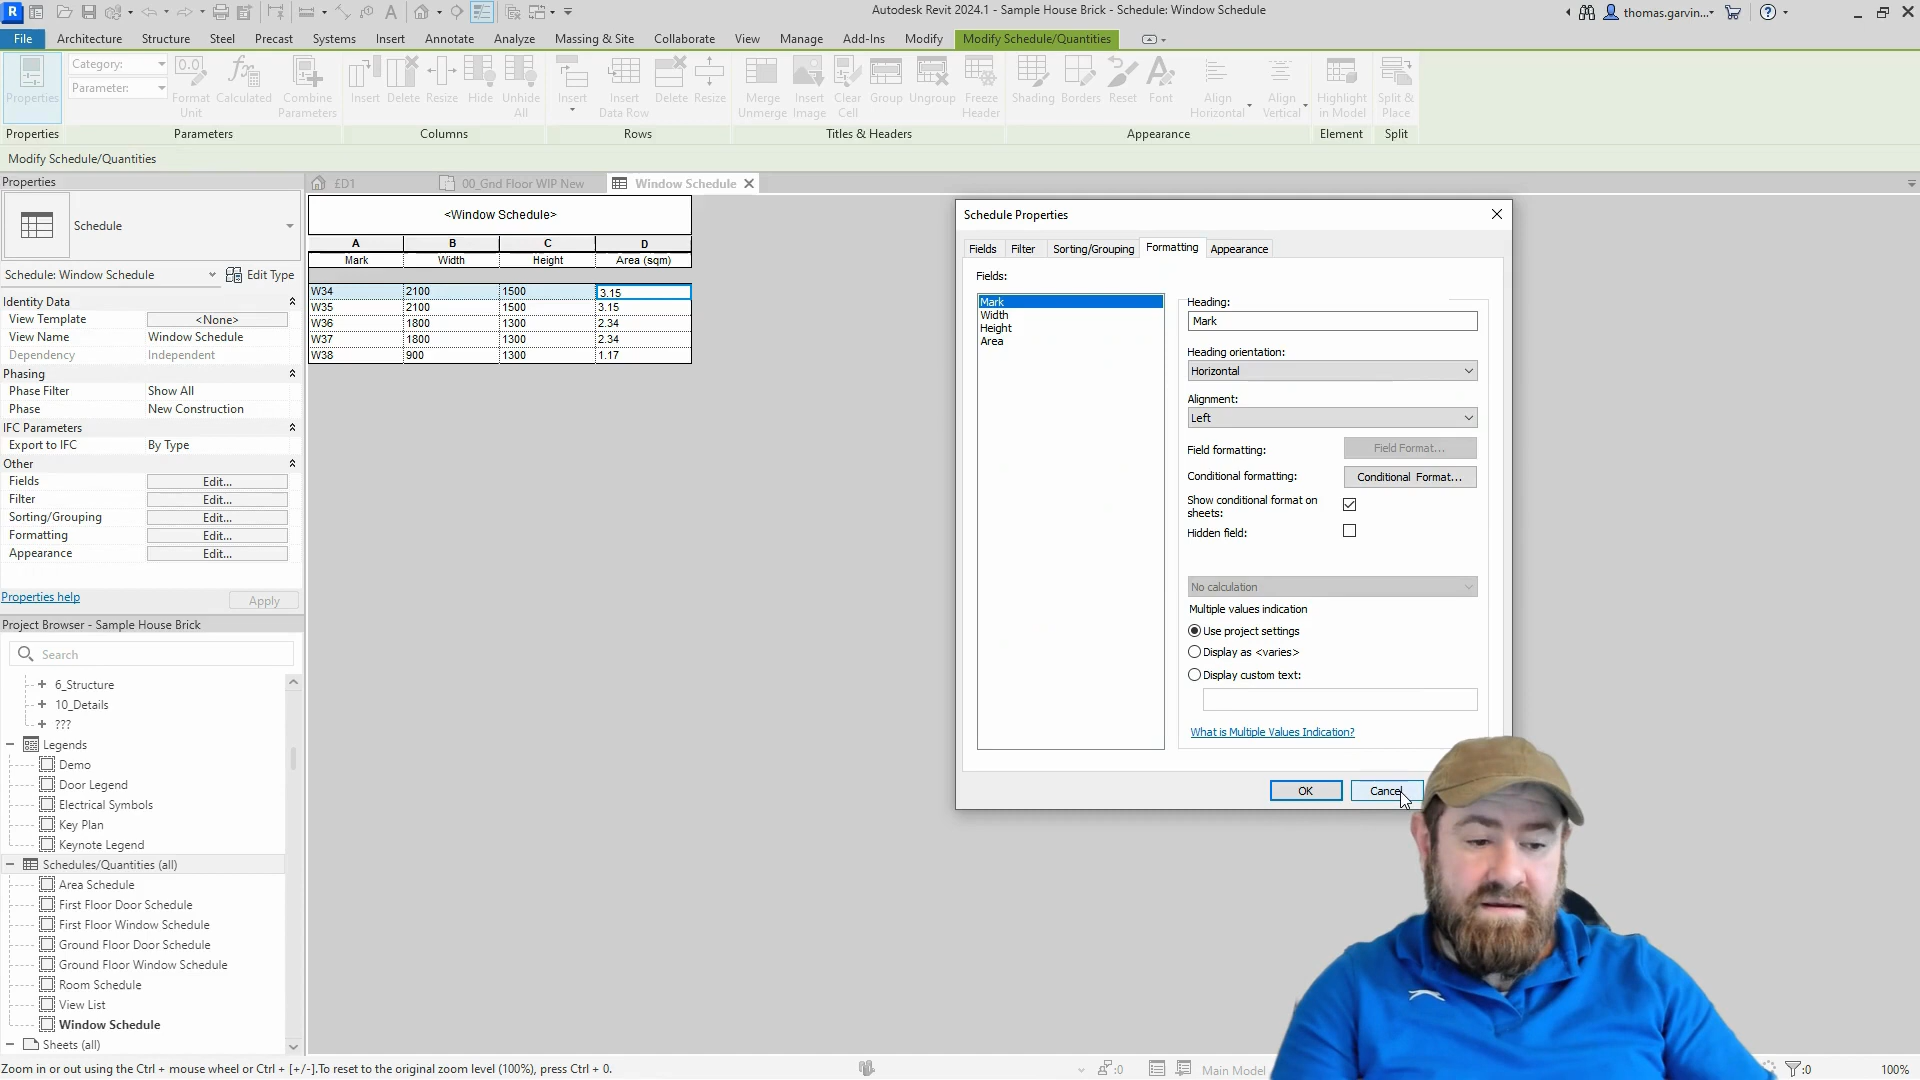 Autodesk Revit 2024.1 - Sample House Brick - Schedule: Window Schedule
thomas.garvin...
File Architecture Structure Steel Precast Systems Insert Annotate Analyze Massing & Site Collaborate View Manage Add-Ins Modify Modify Schedule/Quantities
Properties
Category:
Parameter:
Format Unit
Calculated
Combine Parameters
Insert Delete Resize Hide Unhide All
Insert
Insert Data Row
Delete Resize
Merge Unmerge
Insert Image
Clear Cell
Group Ungroup
Freeze Header
Shading Borders Reset Font
Align Horizontal
Align Vertical
Highlight in Model
Split & Place
Properties Parameters Columns Rows Titles & Headers Appearance Element Split
Modify Schedule/Quantities
Properties
Schedule
Schedule: Window Schedule
Edit Type
Identity Data
View Template <None>
View Name Window Schedule
Dependency Independent
Phasing
Phase Filter Show All
Phase New Construction
IFC Parameters
Export to IFC By Type
Other
Fields Edit...
Filter Edit...
Sorting/Grouping Edit...
Formatting Edit...
Appearance Edit...
Properties help
Apply
Project Browser - Sample House Brick
Search
6_Structure
10_Details
???
Legends
Demo
Door Legend
Electrical Symbols
Key Plan
Keynote Legend
Schedules/Quantities (all)
Area Schedule
First Floor Door Schedule
First Floor Window Schedule
Ground Floor Door Schedule
Ground Floor Window Schedule
Room Schedule
View List
Window Schedule
Sheets (all)
£D1 00_Gnd Floor WIP New Window Schedule
<Window Schedule>
A B C D
Mark Width Height Area (sqm)
W34 2100 1500 3.15
W35 2100 1500 3.15
W36 1800 1300 2.34
W37 1800 1300 2.34
W38 900 1300 1.17
Schedule Properties
Fields Filter Sorting/Grouping Formatting Appearance
Fields:
Mark
Width
Height
Area
Heading:
Mark
Heading orientation:
Horizontal
Alignment:
Left
Field formatting: Field Format...
Conditional formatting: Conditional Format...
Show conditional format on
sheets:
Hidden field:
No calculation
Multiple values indication
Use project settings
Display as <varies>
Display custom text:
What is Multiple Values Indication?
OK Cancel
Zoom in or out using the Ctrl + mouse wheel or Ctrl + [+/-].To reset to the original zoom level (100%), press Ctrl + 0.
:0 Main Model :0 100%